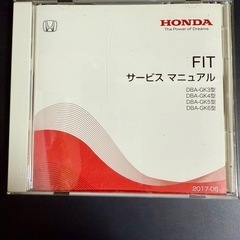 HONDA
The Power of Dreams
FIT
サービス マニュアル
DBA-GK3型
DBA-GK4型
DBA-GK5型
DBA-GK6型
2017-06